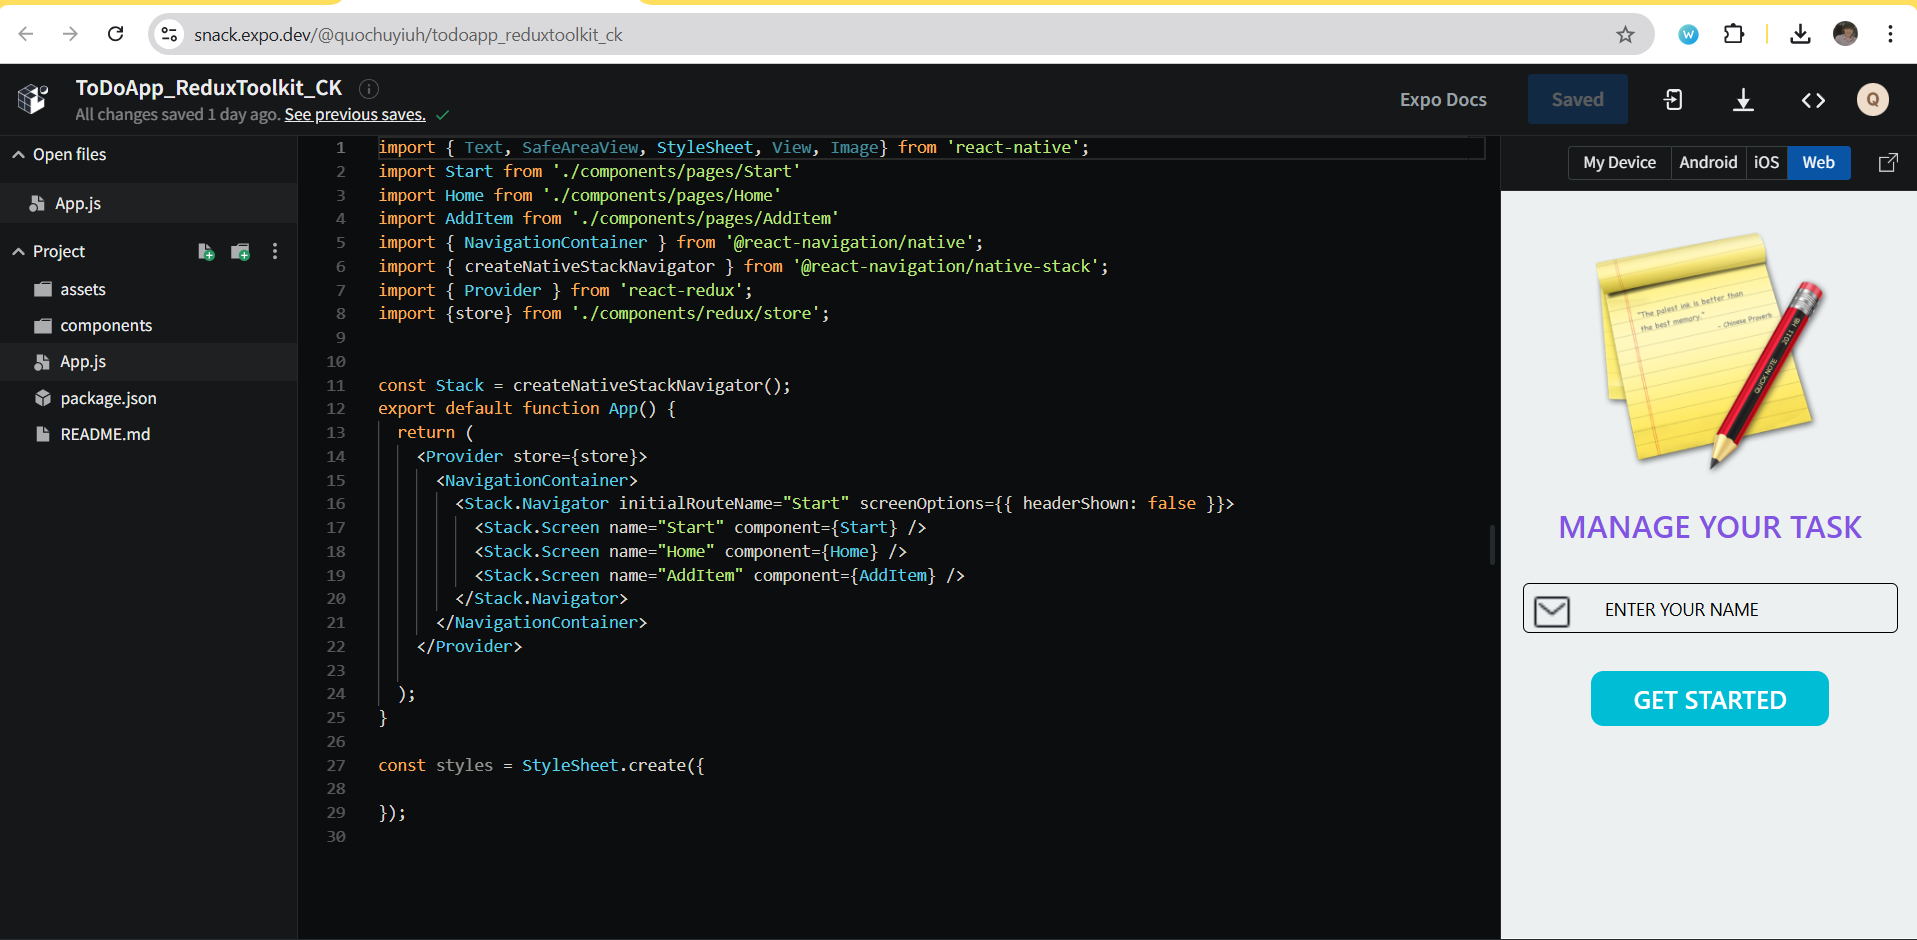 snack.expo.dev/@quochuyiuh/todoapp_reduxtoolkit_ck
W
ToDoApp_ReduxToolkit_CK
All changes saved 1 day ago. See previous saves.
Expo Docs
Saved
Q
Open files
App.js
Project
assets
components
App.js
package.json
README.md
1 import { Text, SafeAreaView, StyleSheet, View, Image} from 'react-native';
2 import Start from './components/pages/Start'
3 import Home from './components/pages/Home'
4 import AddItem from './components/pages/AddItem'
5 import { NavigationContainer } from '@react-navigation/native';
6 import { createNativeStackNavigator } from '@react-navigation/native-stack';
7 import { Provider } from 'react-redux';
8 import {store} from './components/redux/store';
9
10
11 const Stack = createNativeStackNavigator();
12 export default function App() {
13   return (
14     <Provider store={store}>
15       <NavigationContainer>
16         <Stack.Navigator initialRouteName="Start" screenOptions={{ headerShown: false }}>
17           <Stack.Screen name="Start" component={Start} />
18           <Stack.Screen name="Home" component={Home} />
19           <Stack.Screen name="AddItem" component={AddItem} />
20         </Stack.Navigator>
21       </NavigationContainer>
22     </Provider>
23
24   );
25 }
26
27 const styles = StyleSheet.create({
28
29 });
30
My Device Android iOS Web
"The palest ink is better than
the best memory."
- Chinese Proverb
2011 HB
QUICK NOTE
MANAGE YOUR TASK
ENTER YOUR NAME
GET STARTED